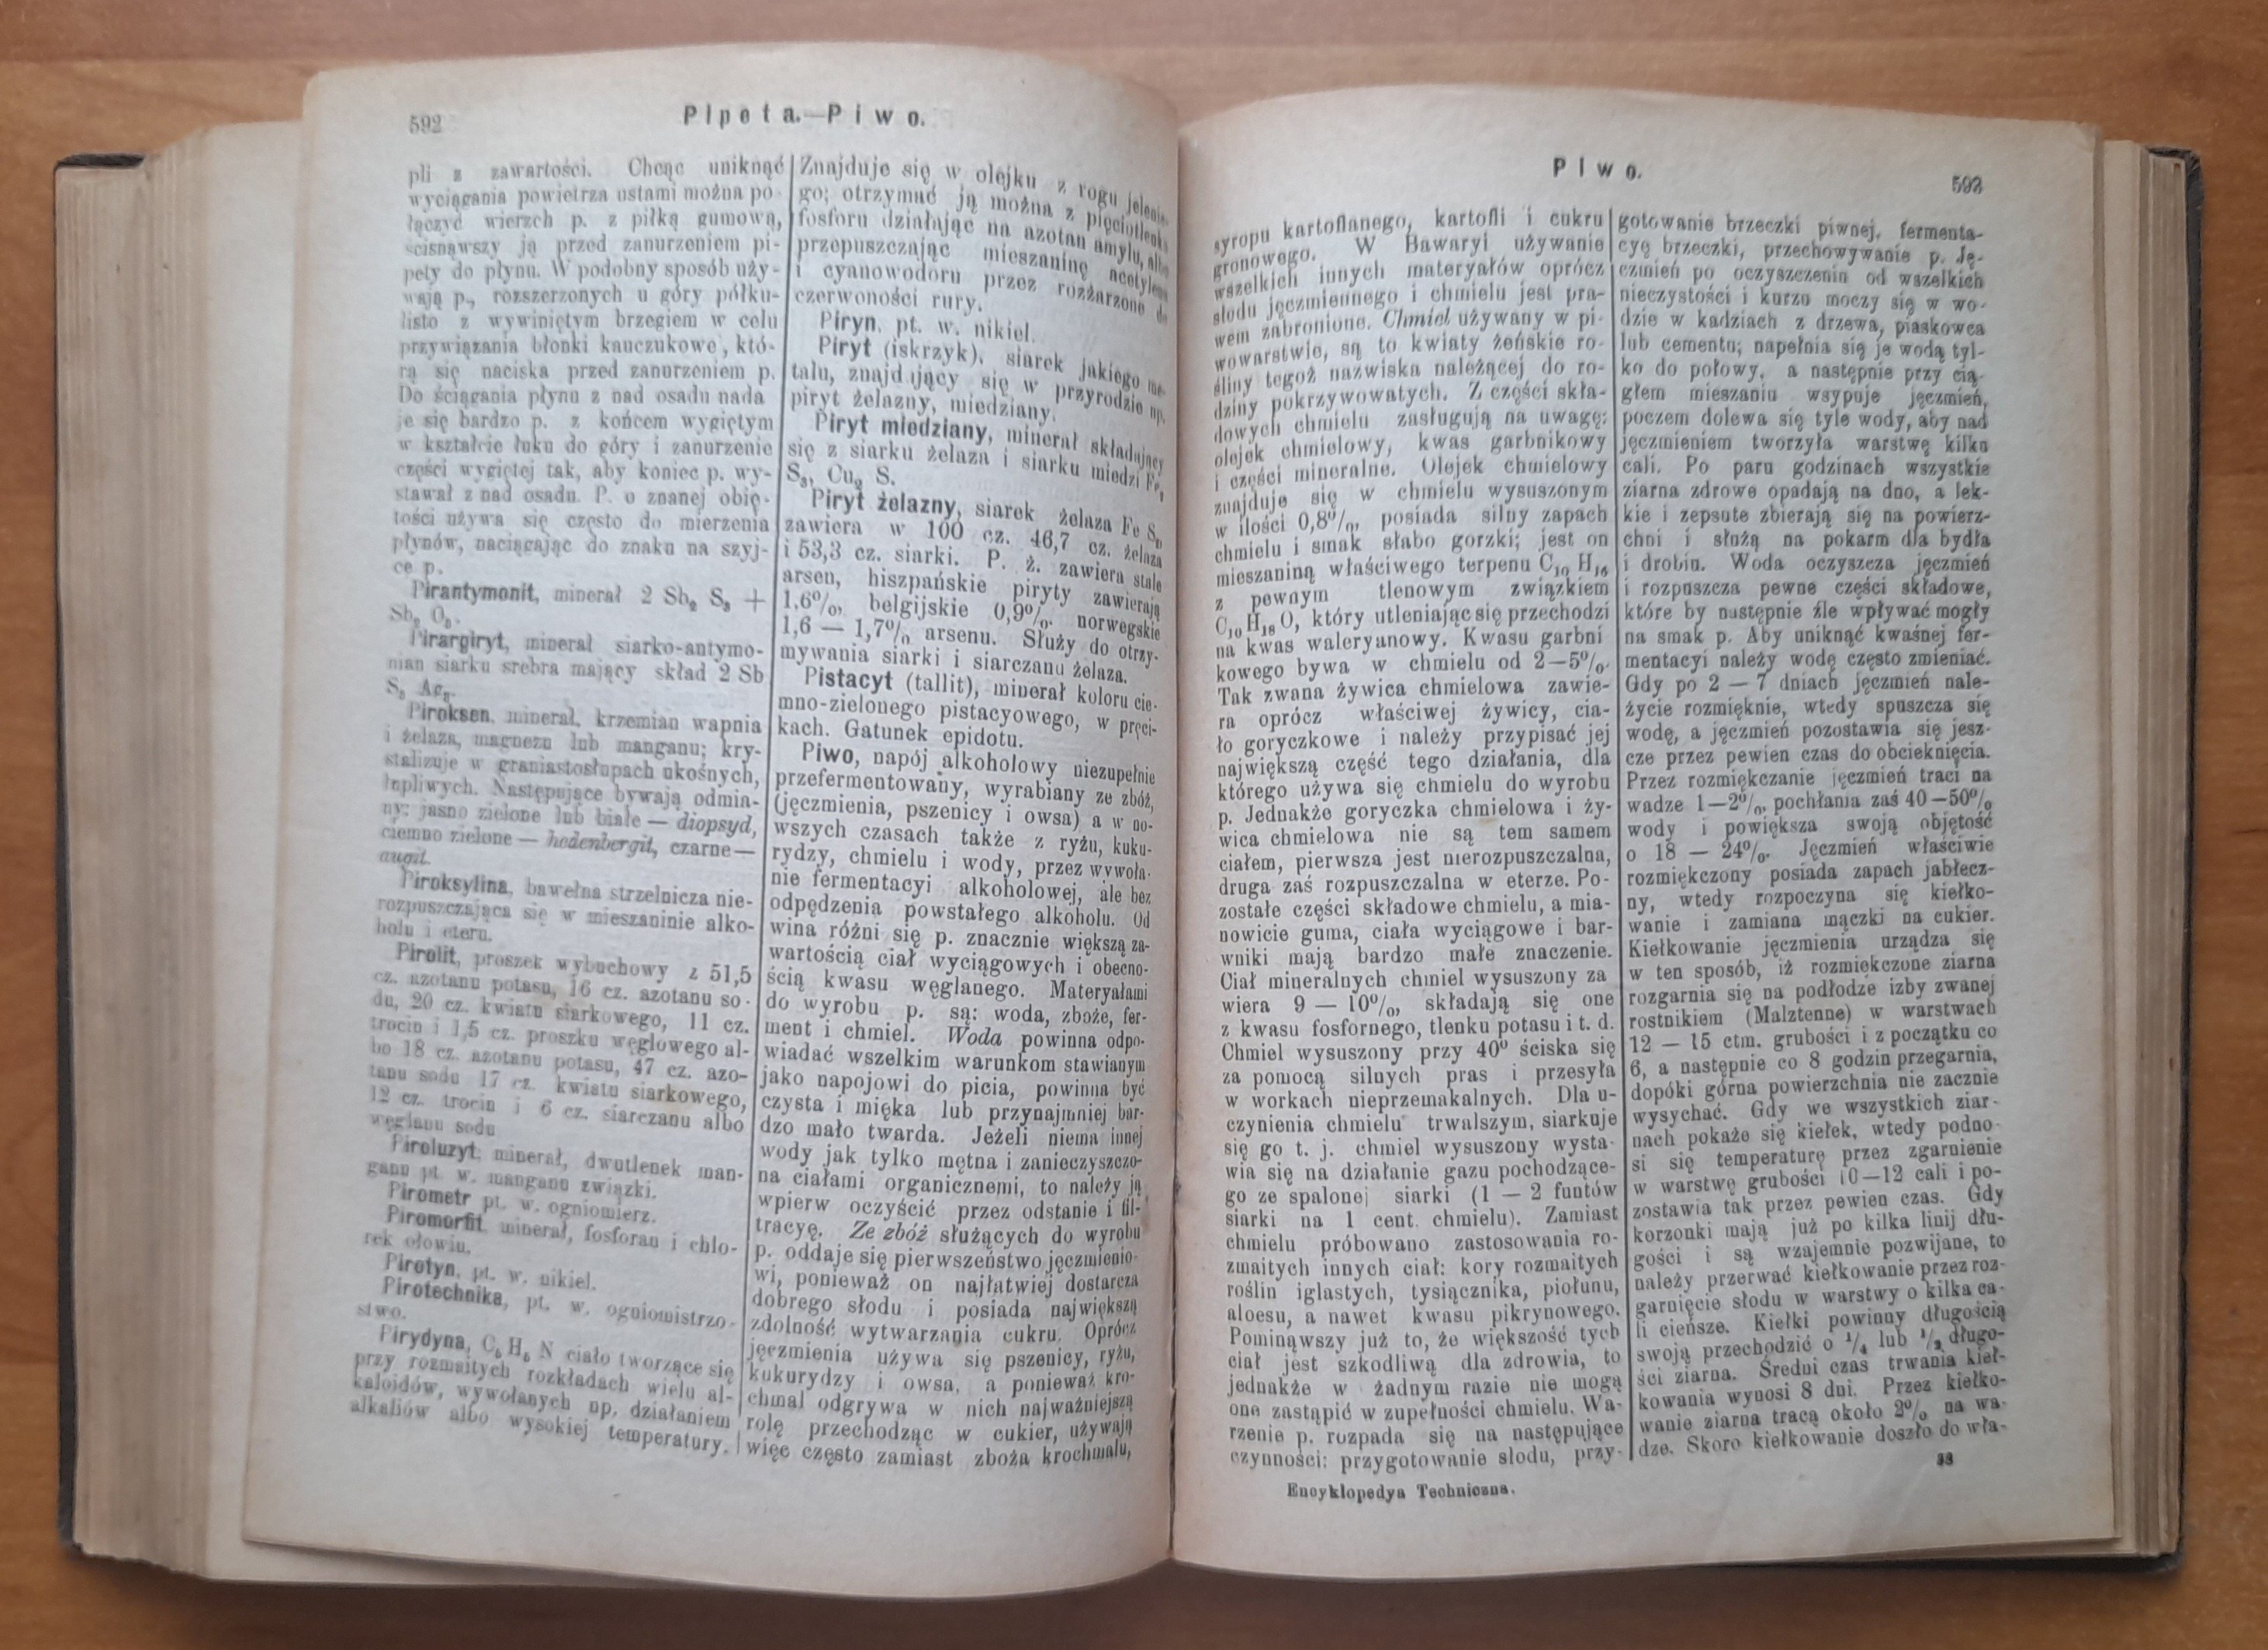 592
Pipeta.—Piwo.
pli z zawartości. Chcąc uniknąć
wyciągania powietrza ustami można po-
łączyć wierzch p. z piłką gumową,
ścisnąwszy ją przed zanurzeniem pi-
pety do płynu. W podobny sposób uży-
wają p., rozszerzonych u góry półku-
listo z wywiniętym brzegiem w celu
przywiązania błonki kauczukowe, któ-
rą się naciska przed zanurzeniem p.
Do ściągania płynu z nad osadu nada
je się bardzo p. z końcem wygiętym
w kształcie łuku do góry i zanurzenie
części wygiętej tak, aby koniec p. wy-
stawał z nad osadu. P. o znanej obję-
tości używa się często do mierzenia
płynów, naciągając do znaku na szyj-
ce p.
Pirantymonit, minerał 2 Sb₂ S₃ +
Sb₂ O₃.
Pirargiryt, minerał siarko-antymo-
nian siarku srebra mający skład 2 Sb
S₃ Ag₃.
Piroksen, minerał, krzemian wapnia
i żelaza, magnezu lub manganu; kry-
stalizuje w graniastosłupach ukośnych,
łupliwych. Następujące bywają odmia-
ny: jasno zielone lub białe — diopsyd,
ciemno zielone — hedenbergit, czarne —
augit.
Piroksylina, bawełna strzelnicza nie-
rozpuszczająca się w mieszaninie alko-
holu i eteru.
Pirolit, proszek wybuchowy z 51,5
cz. azotanu potasu, 16 cz. azotanu so-
du, 20 cz. kwiatu siarkowego, 11 cz.
trocin i 1,5 cz. proszku węglowego al-
bo 18 cz. azotanu potasu, 47 cz. azo-
tanu sodu 17 cz. kwiatu siarkowego,
12 cz. trocin i 6 cz. siarczanu albo
węglanu sodu
Piroluzyt, minerał, dwutlenek man-
ganu pt. w. manganu związki.
Pirometr pt. w. ogniomierz.
Piromorfit, minerał, fosforan i chlo-
rek ołowiu.
Pirotyn, pt. w. nikiel.
Pirotechnika, pt. w. ogniomistrzo-
stwo.
Pirydyna, C₅ H₅ N ciało tworzące się
przy rozmaitych rozkładach wielu al-
kaloidów, wywołanych np. działaniem
alkaliów albo wysokiej temperatury.
Znajduje się w olejku z rogu jelenie-
go; otrzymać ją można z pięciotlenku
fosforu działając na azotan amylu, albo
przepuszczając mieszaninę acetylenu
i cyanowodoru przez rozżarzone do
czerwoności rury.
Piryn, pt. w. nikiel.
Piryt (iskrzyk), siarek jakiego me-
talu, znajdujący się w przyrodzie np.
piryt żelazny, miedziany.
Piryt miedziany, minerał składający
się z siarku żelaza i siarku miedzi Fe₂
S₃, Cu₂ S.
Piryt żelazny, siarek żelaza Fe S₂
zawiera w 100 cz. 46,7 cz. żelaza
i 53,3 cz. siarki. P. ż. zawiera stale
arsen, hiszpańskie piryty zawierają
1,6%, belgijskie 0,9%, norwegskie
1,6 — 1,7% arsenu. Służy do otrzy-
mywania siarki i siarczanu żelaza.
Pistacyt (tallit), minerał koloru cie-
mno-zielonego pistacyowego, w pręci-
kach. Gatunek epidotu.
Piwo, napój alkoholowy niezupełnie
przefermentowany, wyrabiany ze zbóż,
(jęczmienia, pszenicy i owsa) a w no-
wszych czasach także z ryżu, kuku-
rydzy, chmielu i wody, przez wywoła-
nie fermentacyi alkoholowej, ale bez
odpędzenia powstałego alkoholu. Od
wina różni się p. znacznie większą za-
wartością ciał wyciągowych i obecno-
ścią kwasu węglanego. Materyałami
do wyrobu p. są: woda, zboże, fer-
ment i chmiel. Woda powinna odpo-
wiadać wszelkim warunkom stawianym
jako napojowi do picia, powinna być
czysta i mięka lub przynajmniej bar-
dzo mało twarda. Jeżeli niema innej
wody jak tylko mętna i zanieczyszczo-
na ciałami organicznemi, to należy ją
wpierw oczyścić przez odstanie i fil-
tracyę. Ze zbóż służących do wyrobu
p. oddaje się pierwszeństwo jęczmienio-
wi, ponieważ on najłatwiej dostarcza
dobrego słodu i posiada największą
zdolność wytwarzania cukru. Oprócz
jęczmienia używa się pszenicy, ryżu,
kukurydzy i owsa, a ponieważ kro-
chmal odgrywa w nich najważniejszą
rolę przechodząc w cukier, używają
więc często zamiast zboża krochmalu,
Piwo.
593
syropu kartoflanego, kartofli i cukru
gronowego. W Bawaryi używanie
wszelkich innych materyałów oprócz
słodu jęczmiennego i chmielu jest pra-
wem zabronione. Chmiel używany w pi-
wowarstwie, są to kwiaty żeńskie ro-
śliny tegoż nazwiska należącej do ro-
dziny pokrzywowatych. Z części skła-
dowych chmielu zasługują na uwagę:
olejek chmielowy, kwas garbnikowy
i części mineralne. Olejek chmielowy
znajduje się w chmielu wysuszonym
w ilości 0,8%, posiada silny zapach
chmielu i smak słabo gorzki; jest on
mieszaniną właściwego terpenu C₁₀ H₁₆
z pewnym tlenowym związkiem
C₁₀ H₁₈ O, który utleniając się przechodzi
na kwas waleryanowy. Kwasu garbni
kowego bywa w chmielu od 2—5%.
Tak zwana żywica chmielowa zawie-
ra oprócz właściwej żywicy, cia-
ło goryczkowe i należy przypisać jej
największą część tego działania, dla
którego używa się chmielu do wyrobu
p. Jednakże goryczka chmielowa i ży-
wica chmielowa nie są tem samem
ciałem, pierwsza jest nierozpuszczalna,
druga zaś rozpuszczalna w eterze. Po-
zostałe części składowe chmielu, a mia-
nowicie guma, ciała wyciągowe i bar-
wniki mają bardzo małe znaczenie.
Ciał mineralnych chmiel wysuszony za
wiera 9 — 10%, składają się one
z kwasu fosfornego, tlenku potasu i t. d.
Chmiel wysuszony przy 40° ściska się
za pomocą silnych pras i przesyła
w workach nieprzemakalnych. Dla u-
czynienia chmielu trwalszym, siarkuje
się go t. j. chmiel wysuszony wysta-
wia się na działanie gazu pochodzące-
go ze spalonej siarki (1 — 2 funtów
siarki na 1 cent. chmielu). Zamiast
chmielu próbowano zastosowania ro-
zmaitych innych ciał: kory rozmaitych
roślin iglastych, tysiącznika, piołunu,
aloesu, a nawet kwasu pikrynowego.
Pominąwszy już to, że większość tych
ciał jest szkodliwą dla zdrowia, to
jednakże w żadnym razie nie mogą
one zastąpić w zupełności chmielu. Wa-
rzenie p. rozpada się na następujące
czynności: przygotowanie słodu, przy-
gotowanie brzeczki piwnej, fermenta-
cyę brzeczki, przechowywanie p. Ję-
czmień po oczyszczeniu od wszelkich
nieczystości i kurzu moczy się w wo-
dzie w kadziach z drzewa, piaskowca
lub cementu; napełnia się je wodą tyl-
ko do połowy, a następnie przy cią-
głem mieszaniu wsypuje jęczmień,
poczem dolewa się tyle wody, aby nad
jęczmieniem tworzyła warstwę kilku
cali. Po paru godzinach wszystkie
ziarna zdrowe opadają na dno, a lek-
kie i zepsute zbierają się na powierz-
chni i służą na pokarm dla bydła
i drobiu. Woda oczyszcza jęczmień
i rozpuszcza pewne części składowe,
które by następnie źle wpływać mogły
na smak p. Aby uniknąć kwaśnej fer-
mentacyi należy wodę często zmieniać.
Gdy po 2 — 7 dniach jęczmień nale-
życie rozmięknie, wtedy spuszcza się
wodę, a jęczmień pozostawia się jesz-
cze przez pewien czas do obcieknięcia.
Przez rozmiękczanie jęczmień traci na
wadze 1—2%, pochłania zaś 40—50%
wody i powiększa swoją objętość
o 18 — 24%. Jęczmień właściwie
rozmiękczony posiada zapach jabłecz-
ny, wtedy rozpoczyna się kiełko-
wanie i zamiana mączki na cukier.
Kiełkowanie jęczmienia urządza się
w ten sposób, iż rozmiękczone ziarna
rozgarnia się na podłodze izby zwanej
rostnikiem (Malztenne) w warstwach
12 — 15 ctm. grubości i z początku co
6, a następnie co 8 godzin przegarnia,
dopóki górna powierzchnia nie zacznie
wysychać. Gdy we wszystkich ziar-
nach pokaże się kiełek, wtedy podno-
si się temperaturę przez zgarnienie
w warstwę grubości 10—12 cali i po-
zostawia tak przez pewien czas. Gdy
korzonki mają już po kilka linij dłu-
gości i są wzajemnie pozwijane, to
należy przerwać kiełkowanie przez roz-
garnięcie słodu w warstwy o kilka ca-
li cieńsze. Kiełki powinny długością
swoją przechodzić o ¼ lub ⅓ długo-
ści ziarna. Średni czas trwania kieł-
kowania wynosi 8 dni. Przez kiełko-
wanie ziarna tracą około 2% na wa-
dze. Skoro kiełkowanie doszło do wła-
Encyklopedya Techniczna.
38